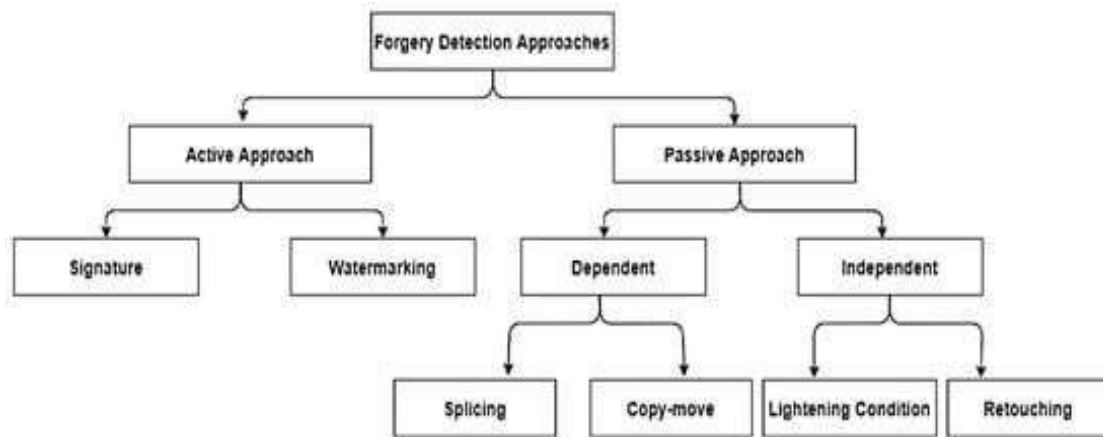 Forgery Detection Approaches
Active Approach
Passive Approach
Signature
Watermarking
Dependent
Independent
Splicing
Copy-move
Lightening Condition
Retouching